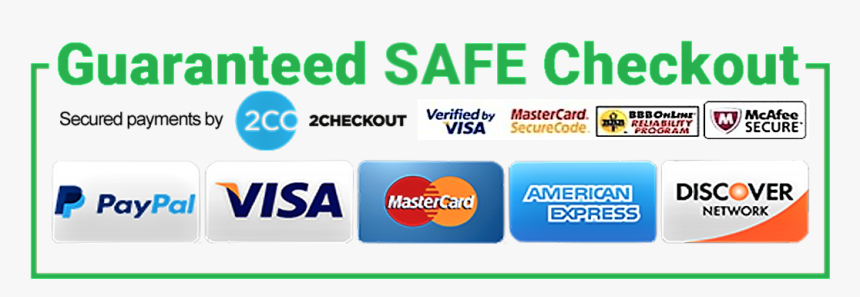 Guaranteed SAFE Checkout
Secured payments by 2CO 2CHECKOUT Verified by VISA MasterCard. SecureCode. BBBOnLine RELIABILITY PROGRAM McAfee SECURE
PayPal VISA MasterCard AMERICAN EXPRESS DISCOVER NETWORK